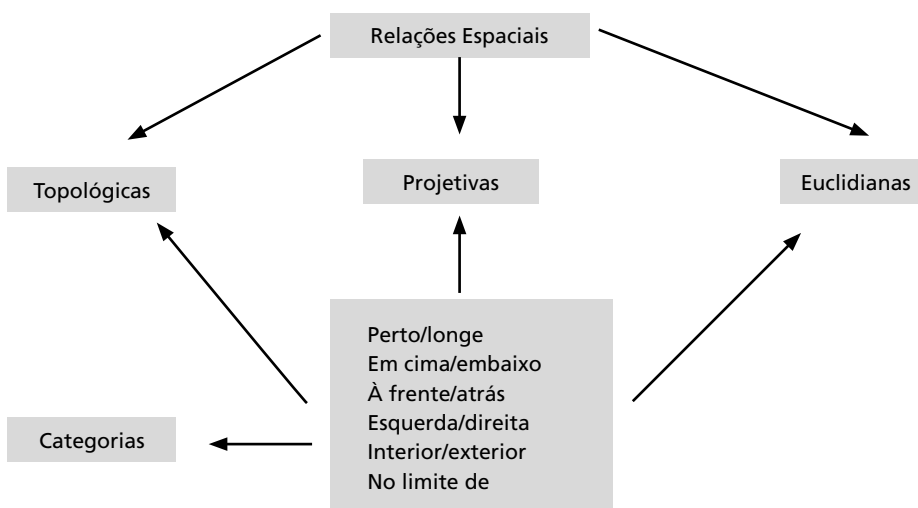 Relações Espaciais
Topológicas
Projetivas
Euclidianas
Perto/longe
Em cima/embaixo
À frente/atrás
Esquerda/direita
Interior/exterior
No limite de
Categorias